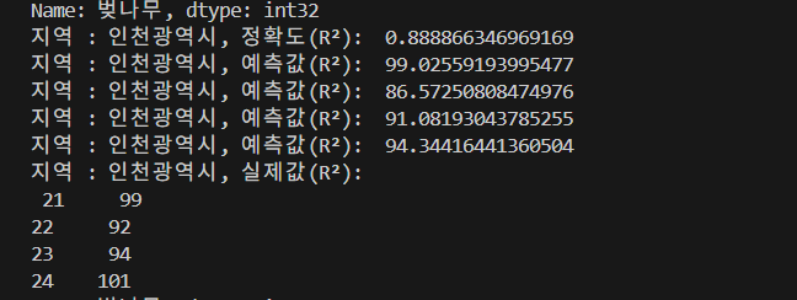 Name: 벚나무, dtype: int32
지역 : 인천광역시, 정확도(R²):  0.888866346969169
지역 : 인천광역시, 예측값(R²):  99.02559193995477
지역 : 인천광역시, 예측값(R²):  86.57250808474976
지역 : 인천광역시, 예측값(R²):  91.08193043785255
지역 : 인천광역시, 예측값(R²):  94.34416441360504
지역 : 인천광역시, 실제값(R²):
21     99
22     92
23     94
24    101